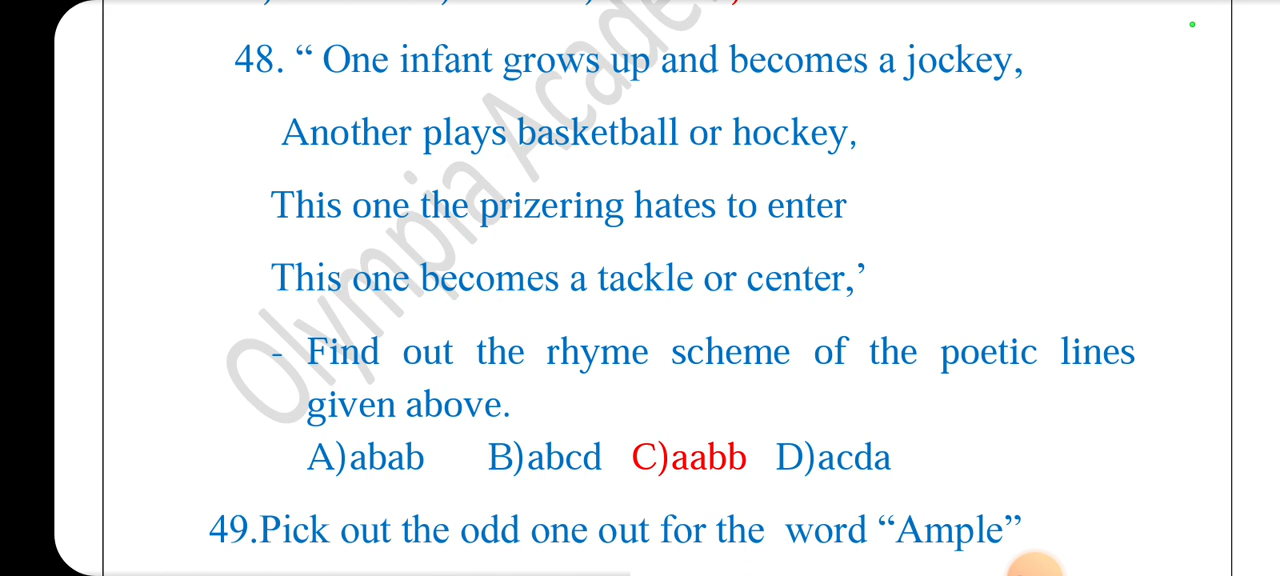 48. “ One infant grows up and becomes a jockey,
Another plays basketball or hockey,
This one the prizering hates to enter
This one becomes a tackle or center,’
- Find out the rhyme scheme of the poetic lines
given above.
A)abab B)abcd C)aabb D)acda
49.Pick out the odd one out for the word “Ample”
Olympia Acade